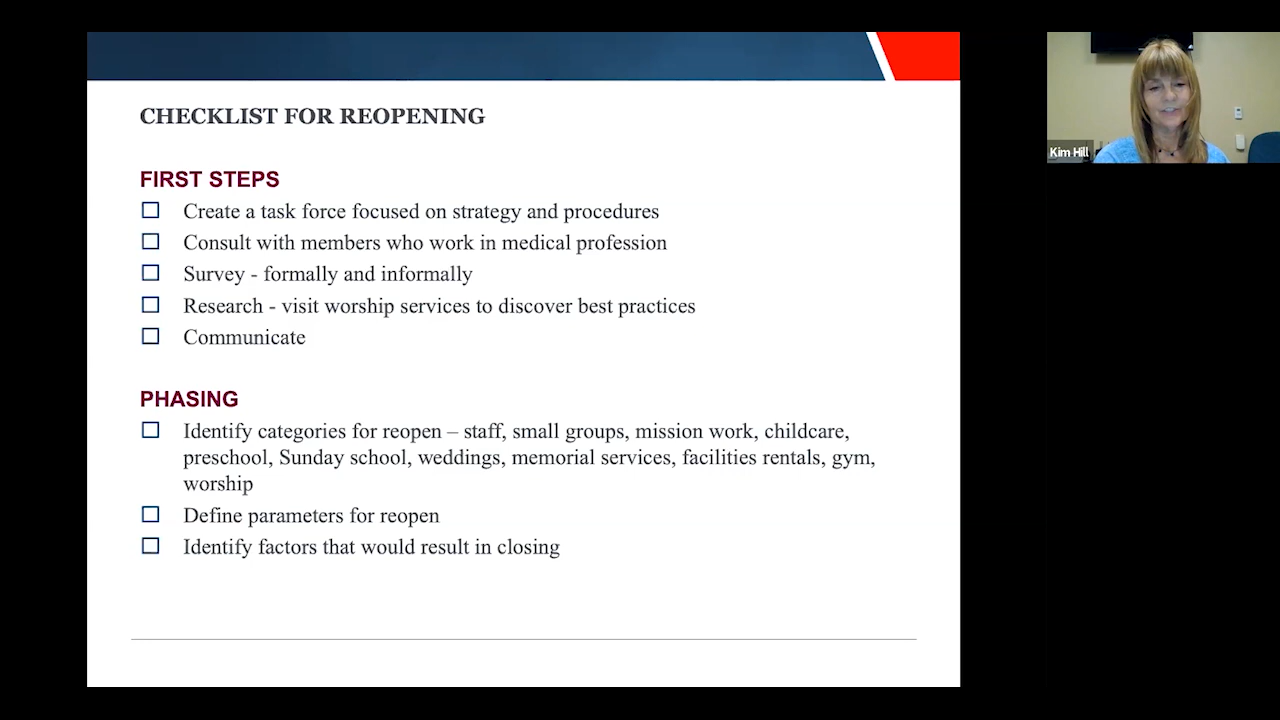 CHECKLIST FOR REOPENING
FIRST STEPS
Create a task force focused on strategy and procedures
Consult with members who work in medical profession
Survey - formally and informally
Research - visit worship services to discover best practices
Communicate
PHASING
Identify categories for reopen – staff, small groups, mission work, childcare,
preschool, Sunday school, weddings, memorial services, facilities rentals, gym,
worship
Define parameters for reopen
Identify factors that would result in closing
Kim Hill